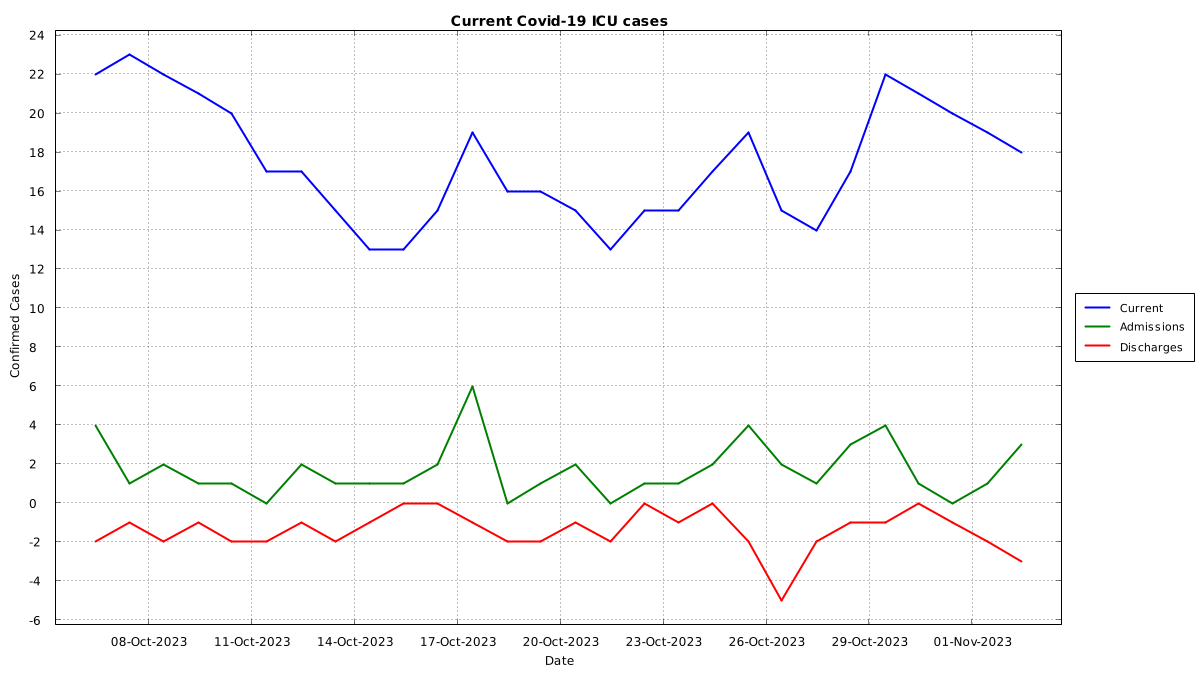 Current Covid-19 ICU cases
24
22
20
18
16
14
12
10
8
6
4
2
0
-2
-4
-6
Confirmed Cases
08-Oct-2023 11-Oct-2023 14-Oct-2023 17-Oct-2023 20-Oct-2023 23-Oct-2023 26-Oct-2023 29-Oct-2023 01-Nov-2023
Date
Current
Admissions
Discharges